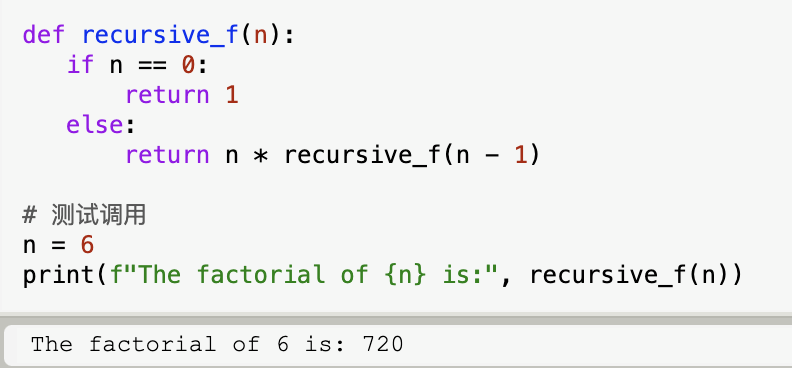 def recursive_f(n):
    if n == 0:
        return 1
    else:
        return n * recursive_f(n - 1)

# 测试调用
n = 6
print(f"The factorial of {n} is:", recursive_f(n))
The factorial of 6 is: 720